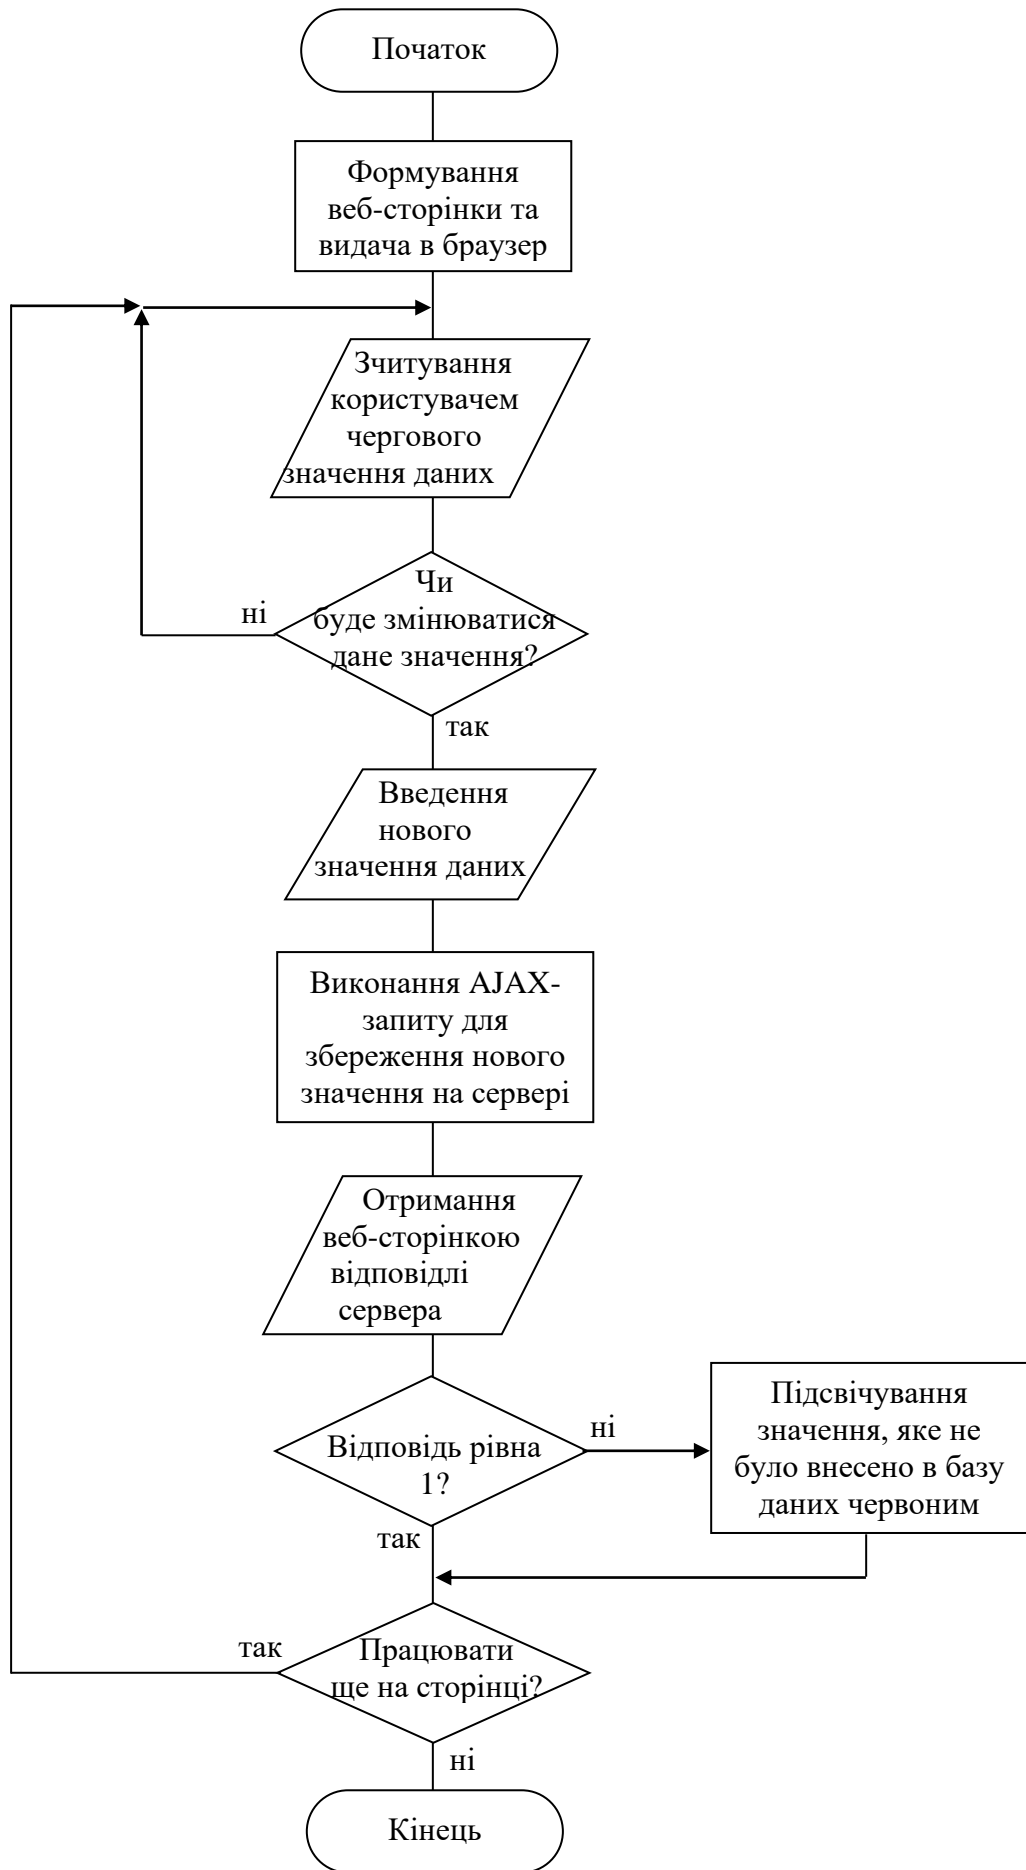 Початок
Формування
веб-сторінки та
видача в браузер
Зчитування
користувачем
чергового
значення даних
Чи
буде змінюватися
дане значення?
ні
так
Введення
нового
значення даних
Виконання AJAX-
запиту для
збереження нового
значення на сервері
Отримання
веб-сторінкою
відповідлі
сервера
Відповідь рівна
1?
ні
Підсвічування
значення, яке не
було внесено в базу
даних червоним
так
Працювати
ще на сторінці?
так
ні
Кінець